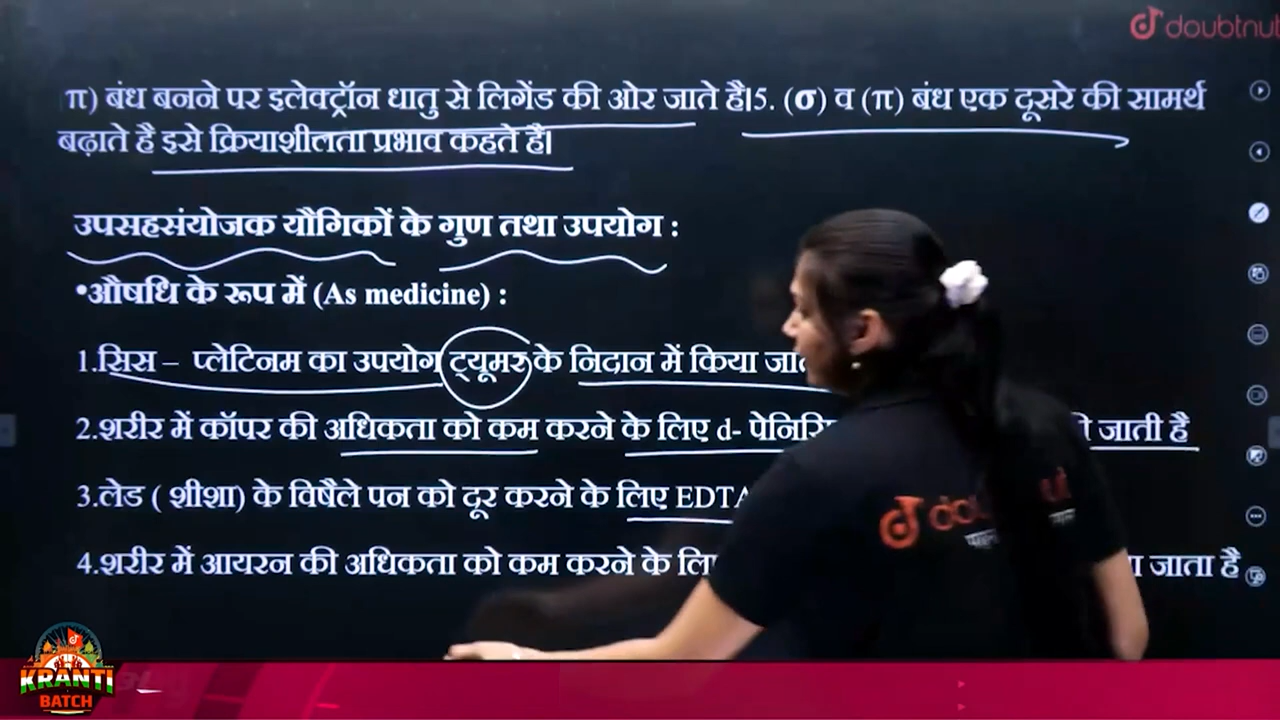 doubtnut
π) बंध बनने पर इलेक्ट्रॉन धातु से लिगेंड की ओर जाते है।5. (σ) व (π) बंध एक दूसरे की सामर्थ
बढ़ाते है इसे क्रियाशीलता प्रभाव कहते है।
उपसहसंयोजक यौगिकों के गुण तथा उपयोग :
•औषधि के रूप में (As medicine) :
1.सिस – प्लेटिनम का उपयोग ट्यूमर के निदान में किया
2.शरीर में कॉपर की अधिकता को कम करने के लिए d- जाती है
3.लेड ( शीशा) के विषैले पन को दूर करने के लिए EDTA
4.शरीर में आयरन की अधिकता को कम करने के जाता है
KRANTI
BATCH